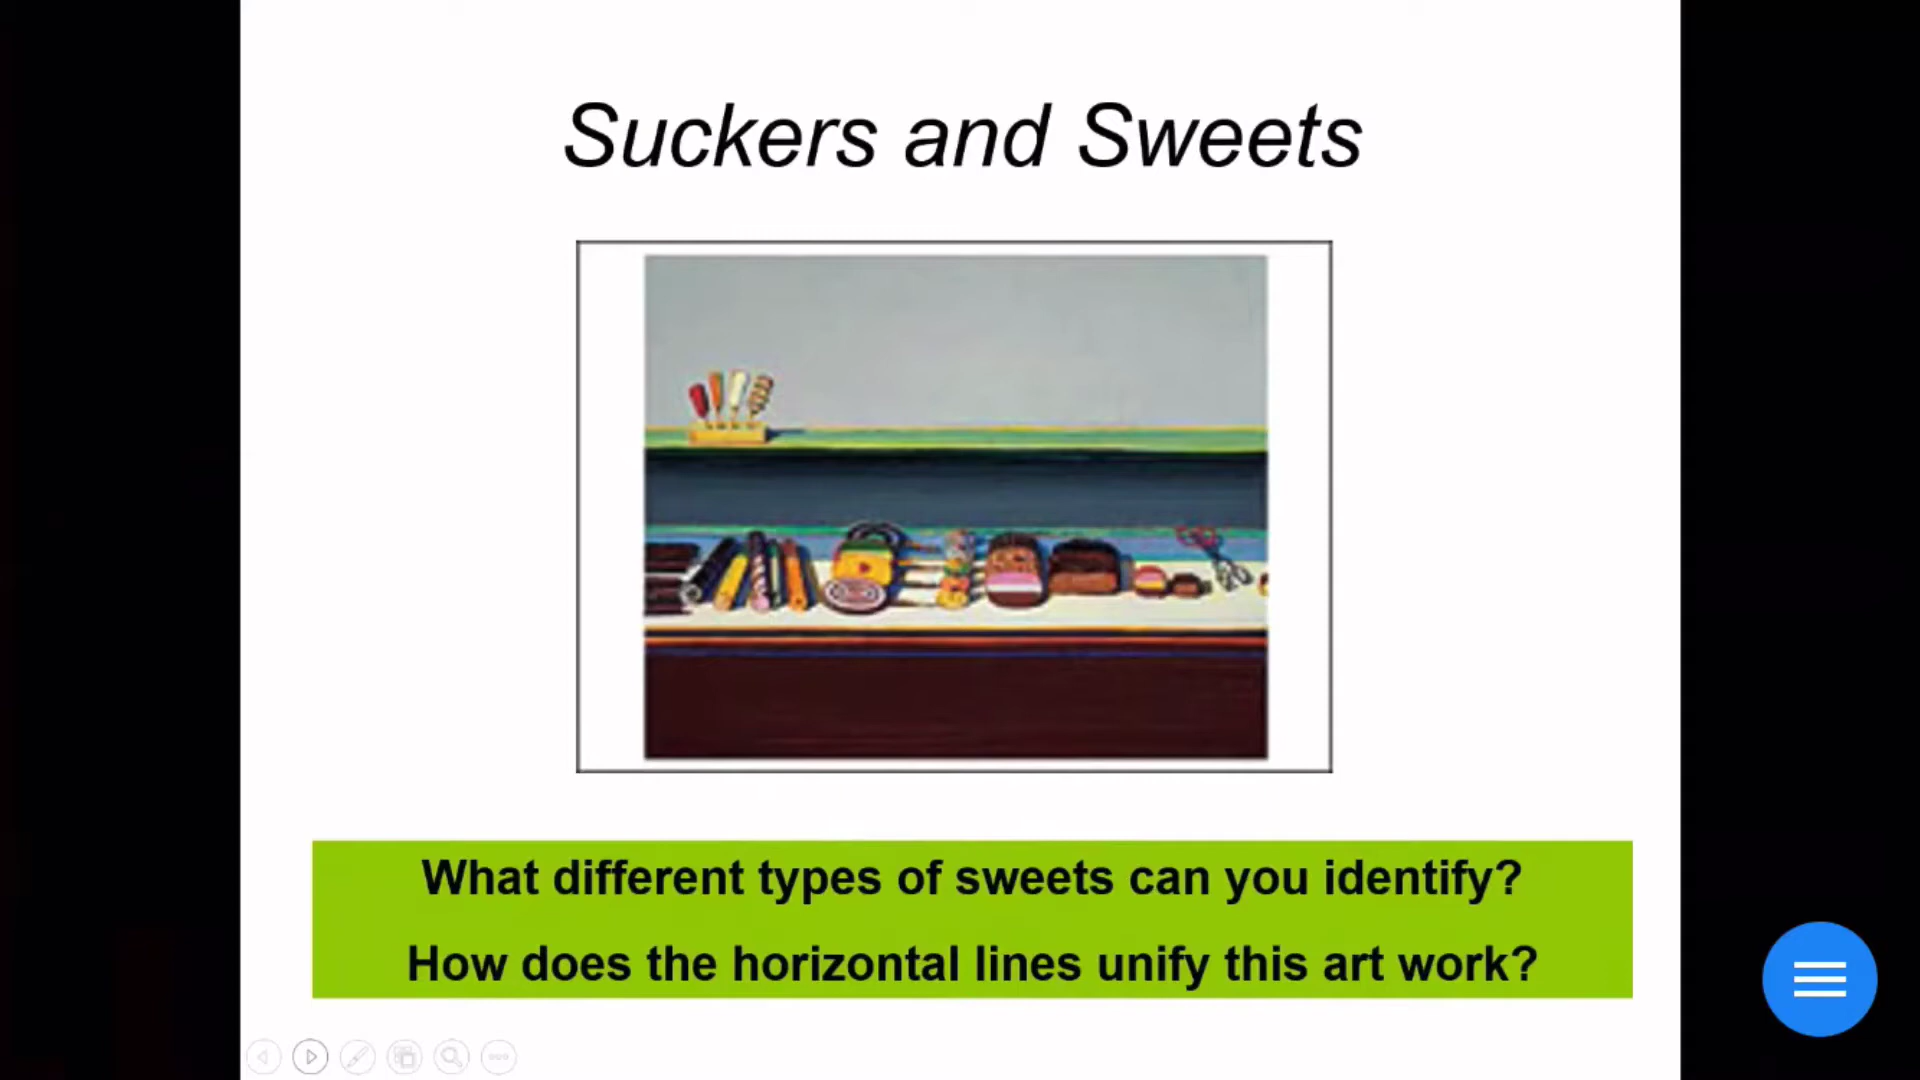 Suckers and Sweets
What different types of sweets can you identify?
How does the horizontal lines unify this art work?